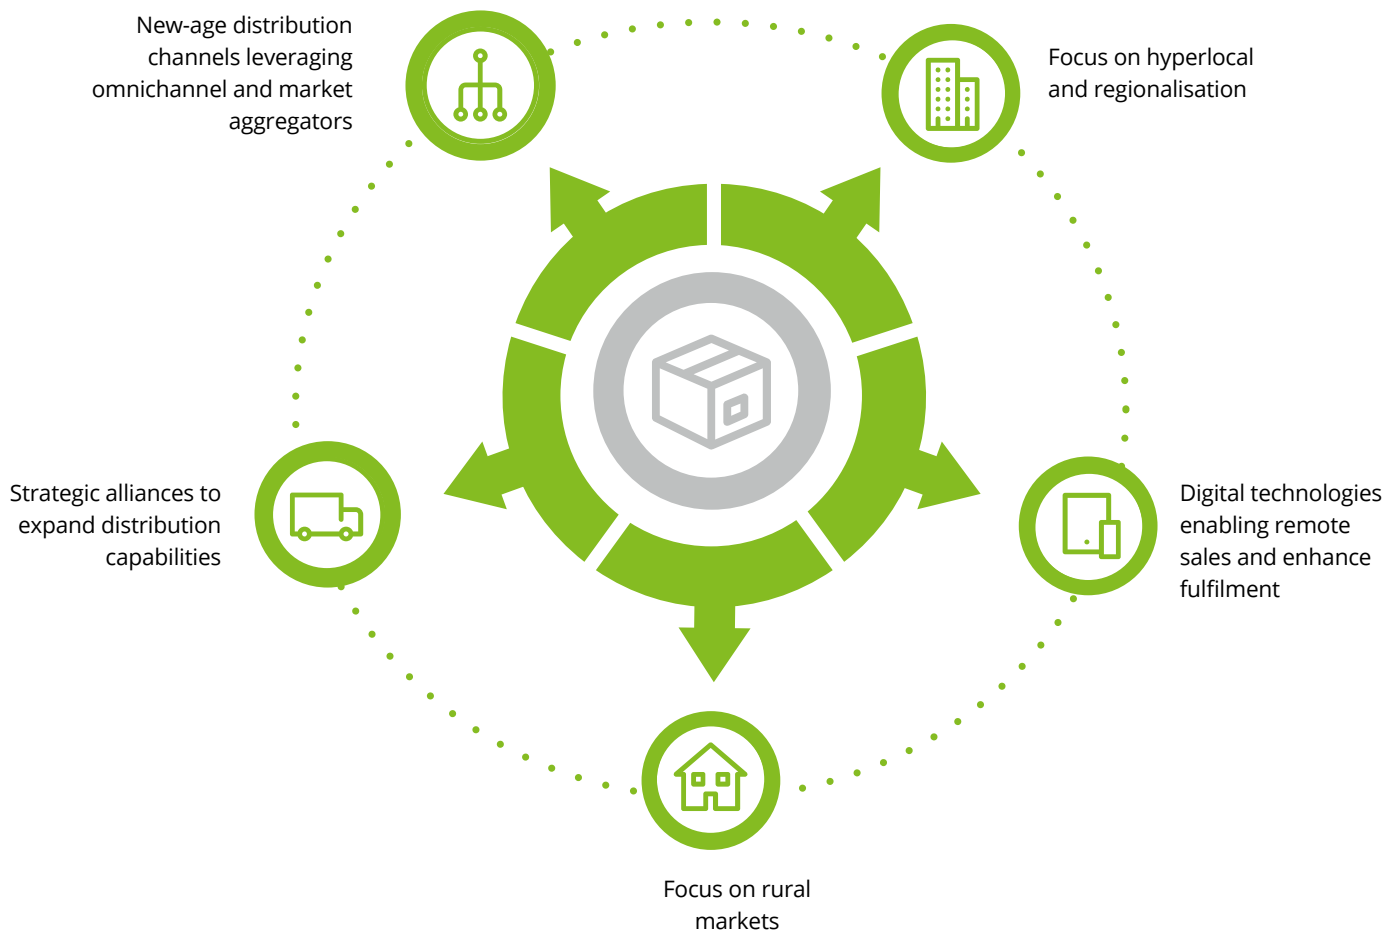 New-age distribution
channels leveraging
omnichannel and market
aggregators
Focus on hyperlocal
and regionalisation
Strategic alliances to
expand distribution
capabilities
Digital technologies
enabling remote
sales and enhance
fulfilment
Focus on rural
markets